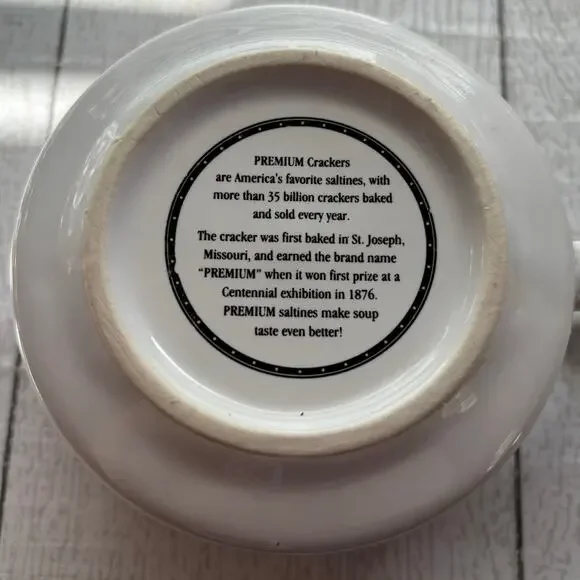 PREMIUM Crackers
are America's favorite saltines, with
more than 35 billion crackers baked
and sold every year.
The cracker was first baked in St. Joseph,
Missouri, and earned the brand name
“PREMIUM” when it won first prize at a
Centennial exhibition in 1876.
PREMIUM saltines make soup
taste even better!